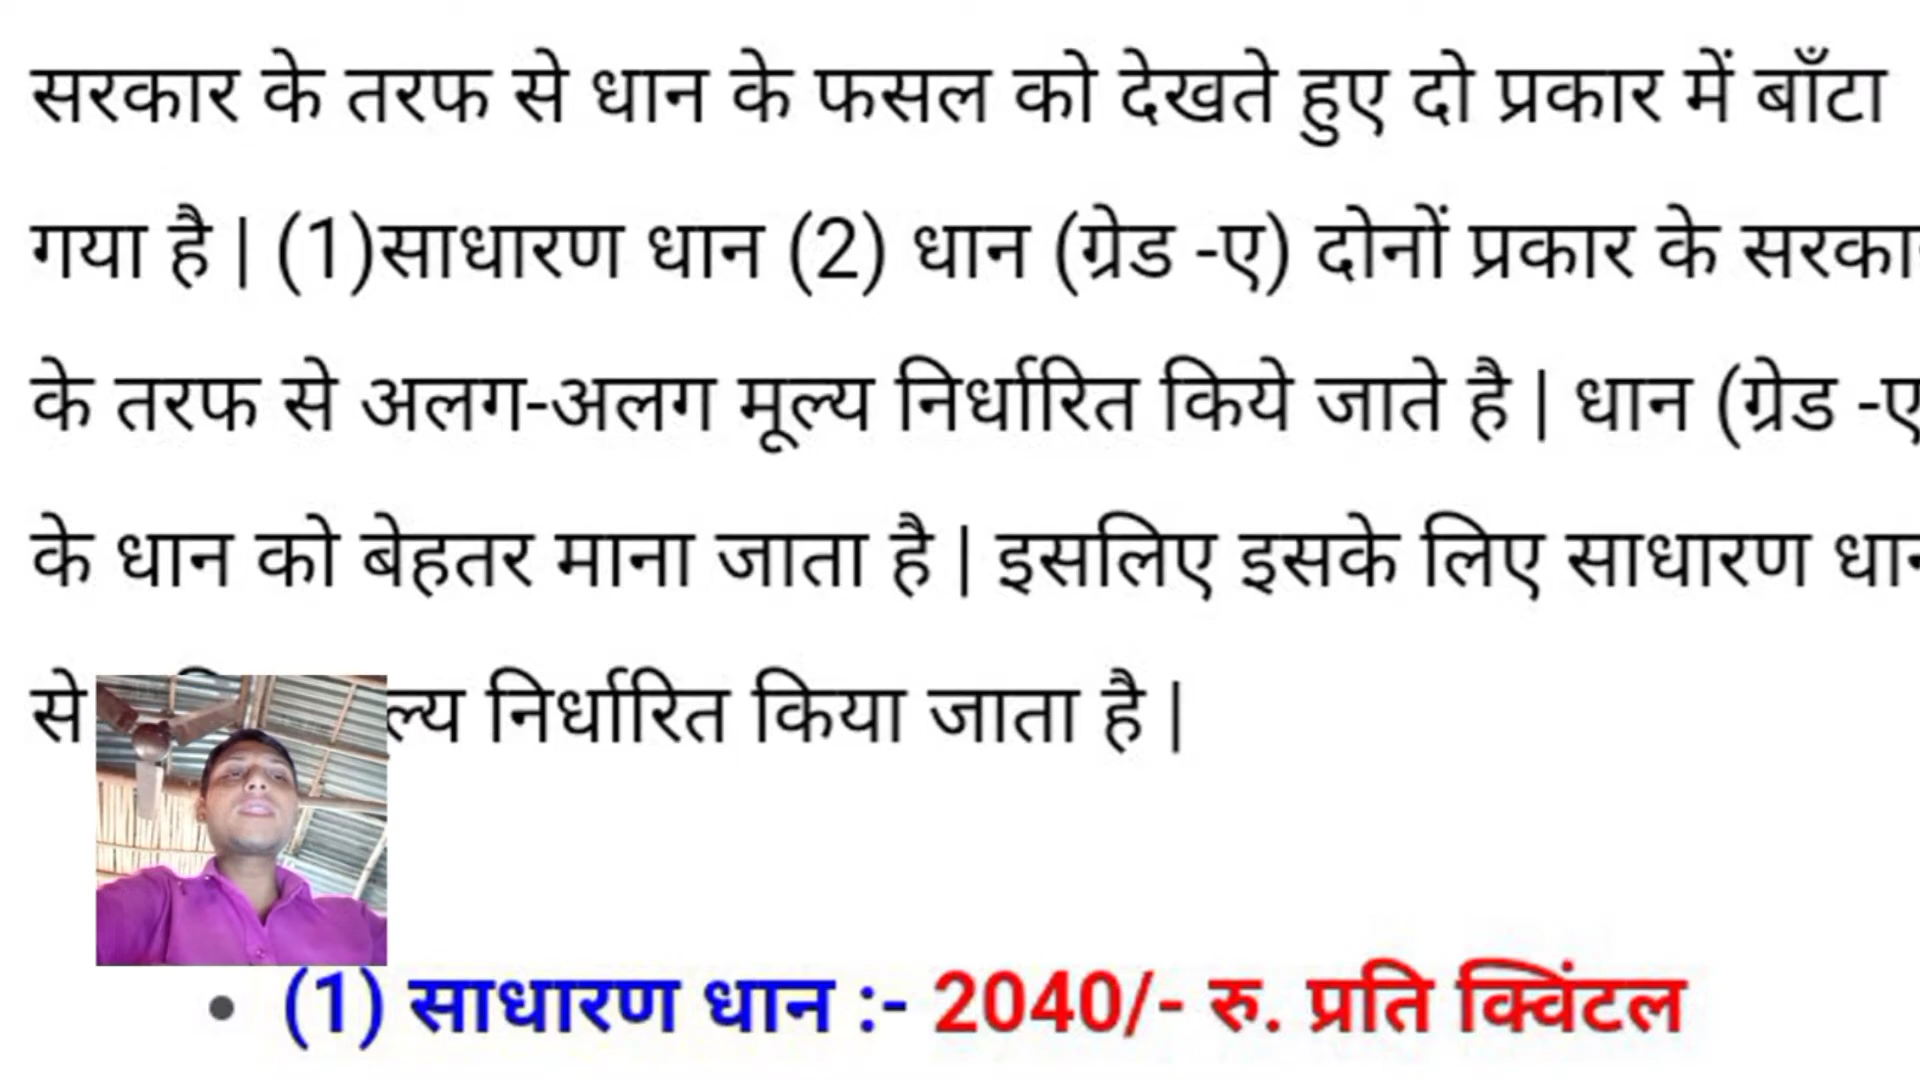 सरकार के तरफ से धान के फसल को देखते हुए दो प्रकार में बाँटा
गया है | (1)साधारण धान (2) धान (ग्रेड -ए) दोनों प्रकार के
के तरफ से अलग-अलग मूल्य निर्धारित किये जाते है | धान (ग्रेड -ए
के धान को बेहतर माना जाता है | इसलिए इसके लिए साधारण धान
से निर्धारित किया जाता है |
• (1) साधारण धान :- 2040/- रु. प्रति क्विंटल